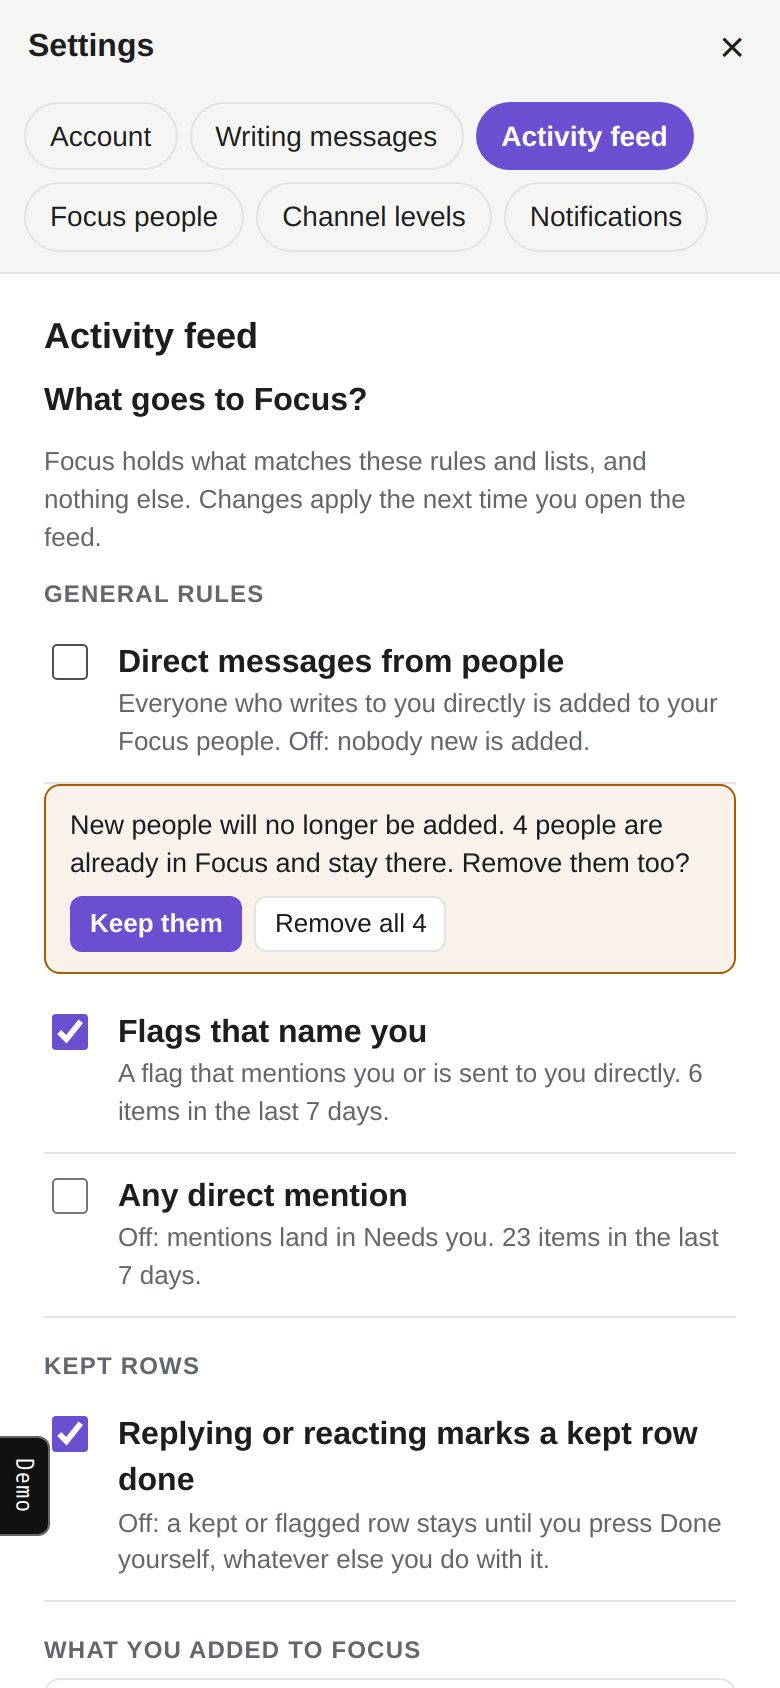 Settings
Account
Writing messages
Activity feed
Focus people
Channel levels
Notifications
Activity feed
What goes to Focus?
Focus holds what matches these rules and lists, and
nothing else. Changes apply the next time you open the
feed.
GENERAL RULES
Direct messages from people
Everyone who writes to you directly is added to your
Focus people. Off: nobody new is added.
New people will no longer be added. 4 people are
already in Focus and stay there. Remove them too?
Keep them
Remove all 4
Flags that name you
A flag that mentions you or is sent to you directly. 6
items in the last 7 days.
Any direct mention
Off: mentions land in Needs you. 23 items in the last
7 days.
KEPT ROWS
Replying or reacting marks a kept row
done
Demo
Off: a kept or flagged row stays until you press Done
yourself, whatever else you do with it.
WHAT YOU ADDED TO FOCUS